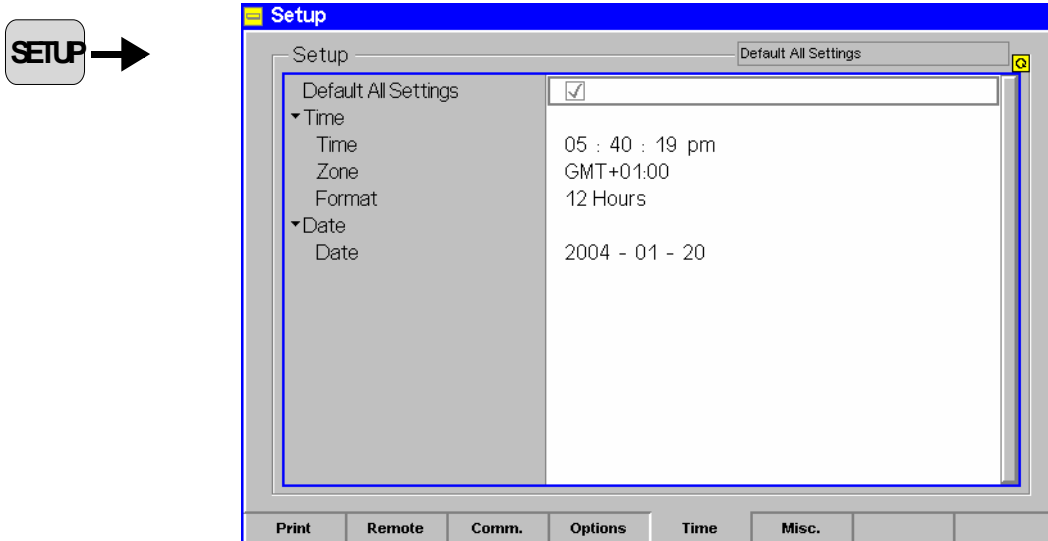 SETUP
Setup
Setup
Default All Settings
Default All Settings
Time
Time 05 : 40 : 19 pm
Zone GMT+01:00
Format 12 Hours
Date
Date 2004 - 01 - 20
Print Remote Comm. Options Time Misc.